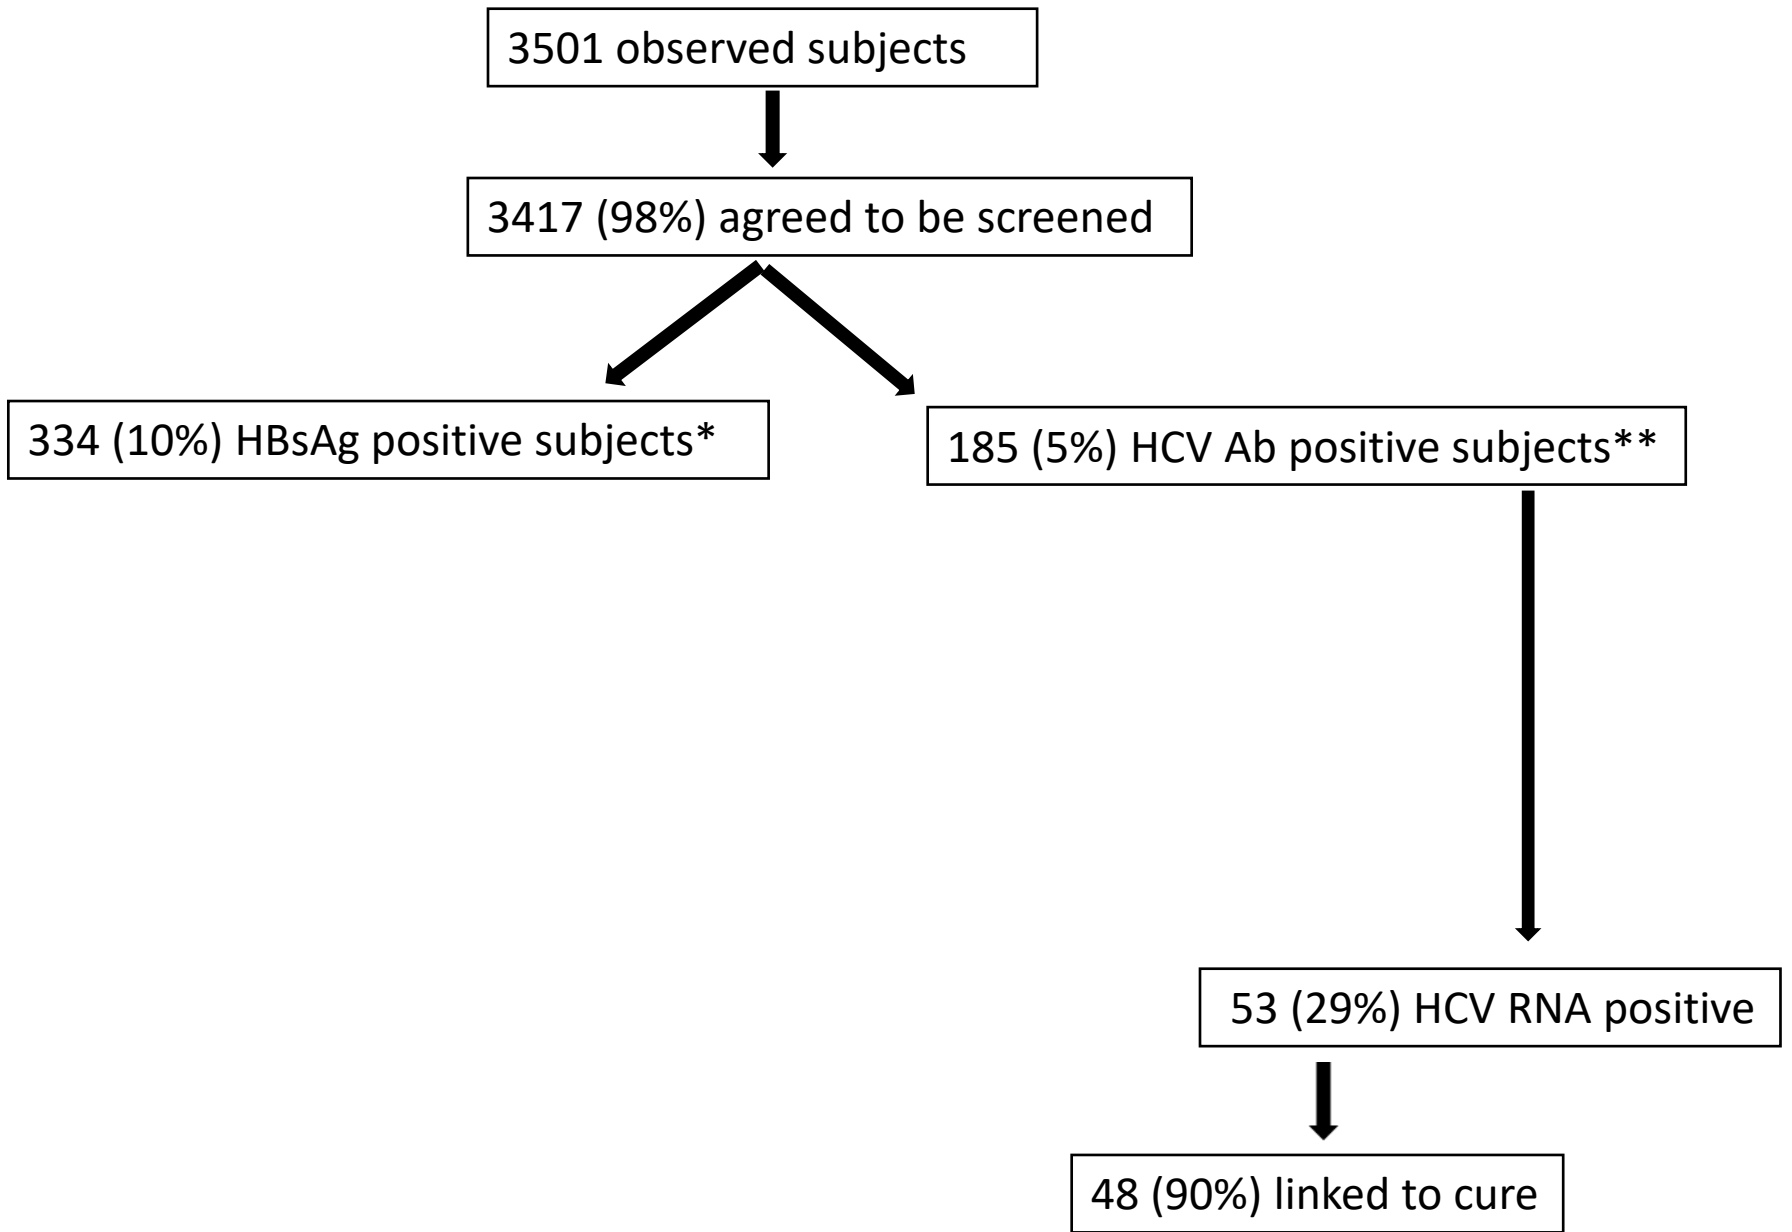 3501 observed subjects
3417 (98%) agreed to be screened
334 (10%) HBsAg positive subjects*
185 (5%) HCV Ab positive subjects**
53 (29%) HCV RNA positive
48 (90%) linked to cure